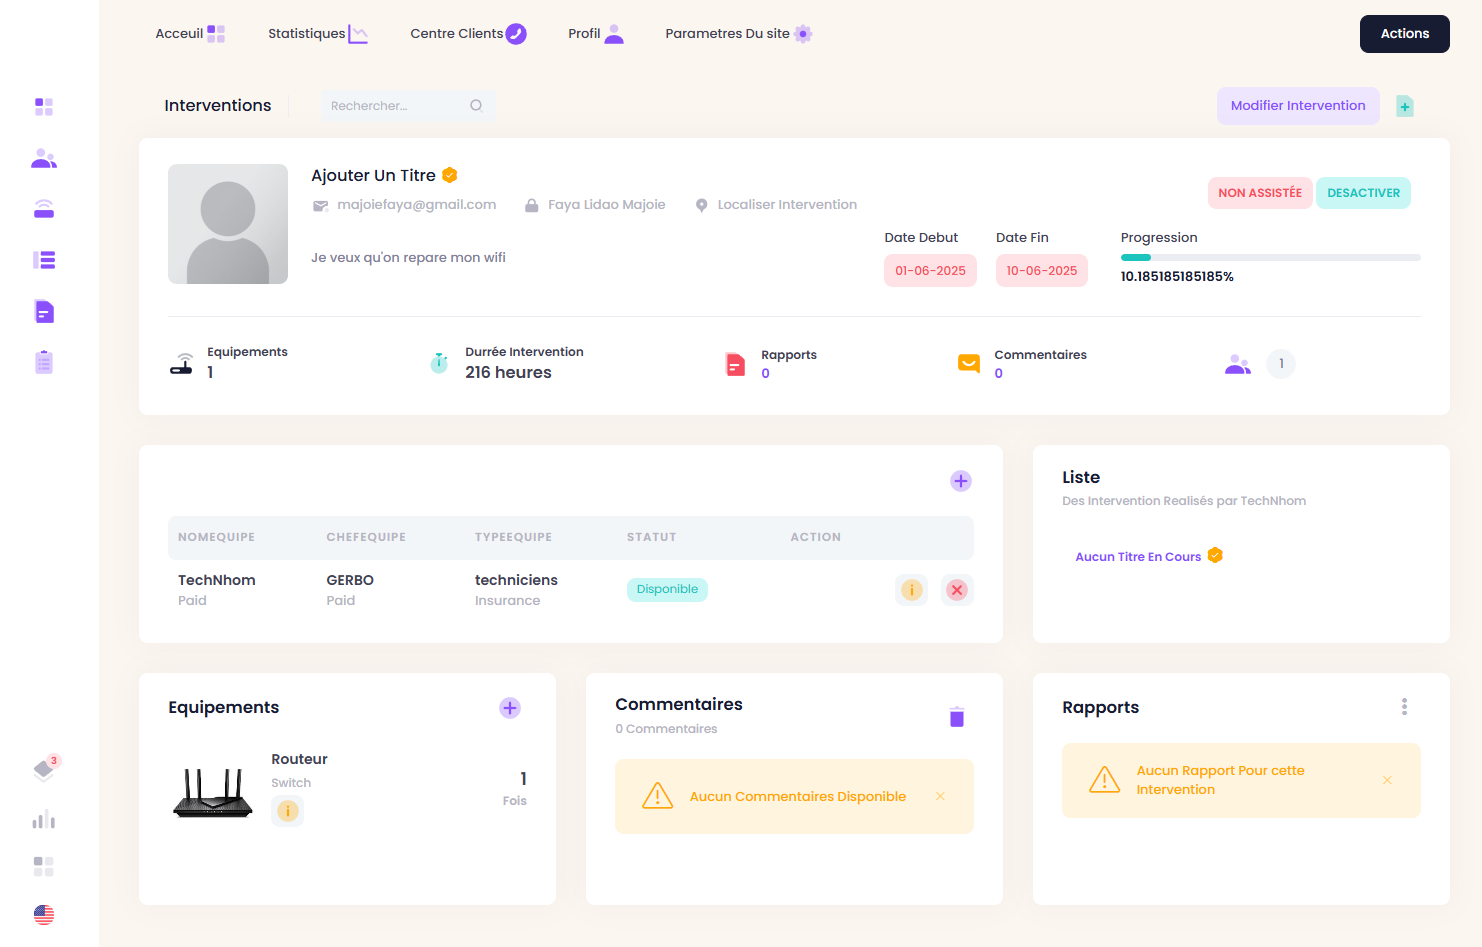 Acceuil
Statistiques
Centre Clients
Profil
Parametres Du site
Actions
Interventions
Rechercher...
Modifier Intervention
Ajouter Un Titre
majoiefaya@gmail.com
Faya Lidao Majoie
Localiser Intervention
NON ASSISTÉE
DESACTIVER
Je veux qu'on repare mon wifi
Date Debut
01-06-2025
Date Fin
10-06-2025
Progression
10.185185185185%
Equipements
1
Durrée Intervention
216 heures
Rapports
0
Commentaires
0
1
NOMEQUIPE
CHEFEQUIPE
TYPEEQUIPE
STATUT
ACTION
TechNhom
Paid
GERBO
Paid
techniciens
Insurance
Disponible
Liste
Des Intervention Realisés par TechNhom
Aucun Titre En Cours
Equipements
Routeur
Switch
1
Fois
Commentaires
0 Commentaires
Aucun Commentaires Disponible
Rapports
Aucun Rapport Pour cette
Intervention
3